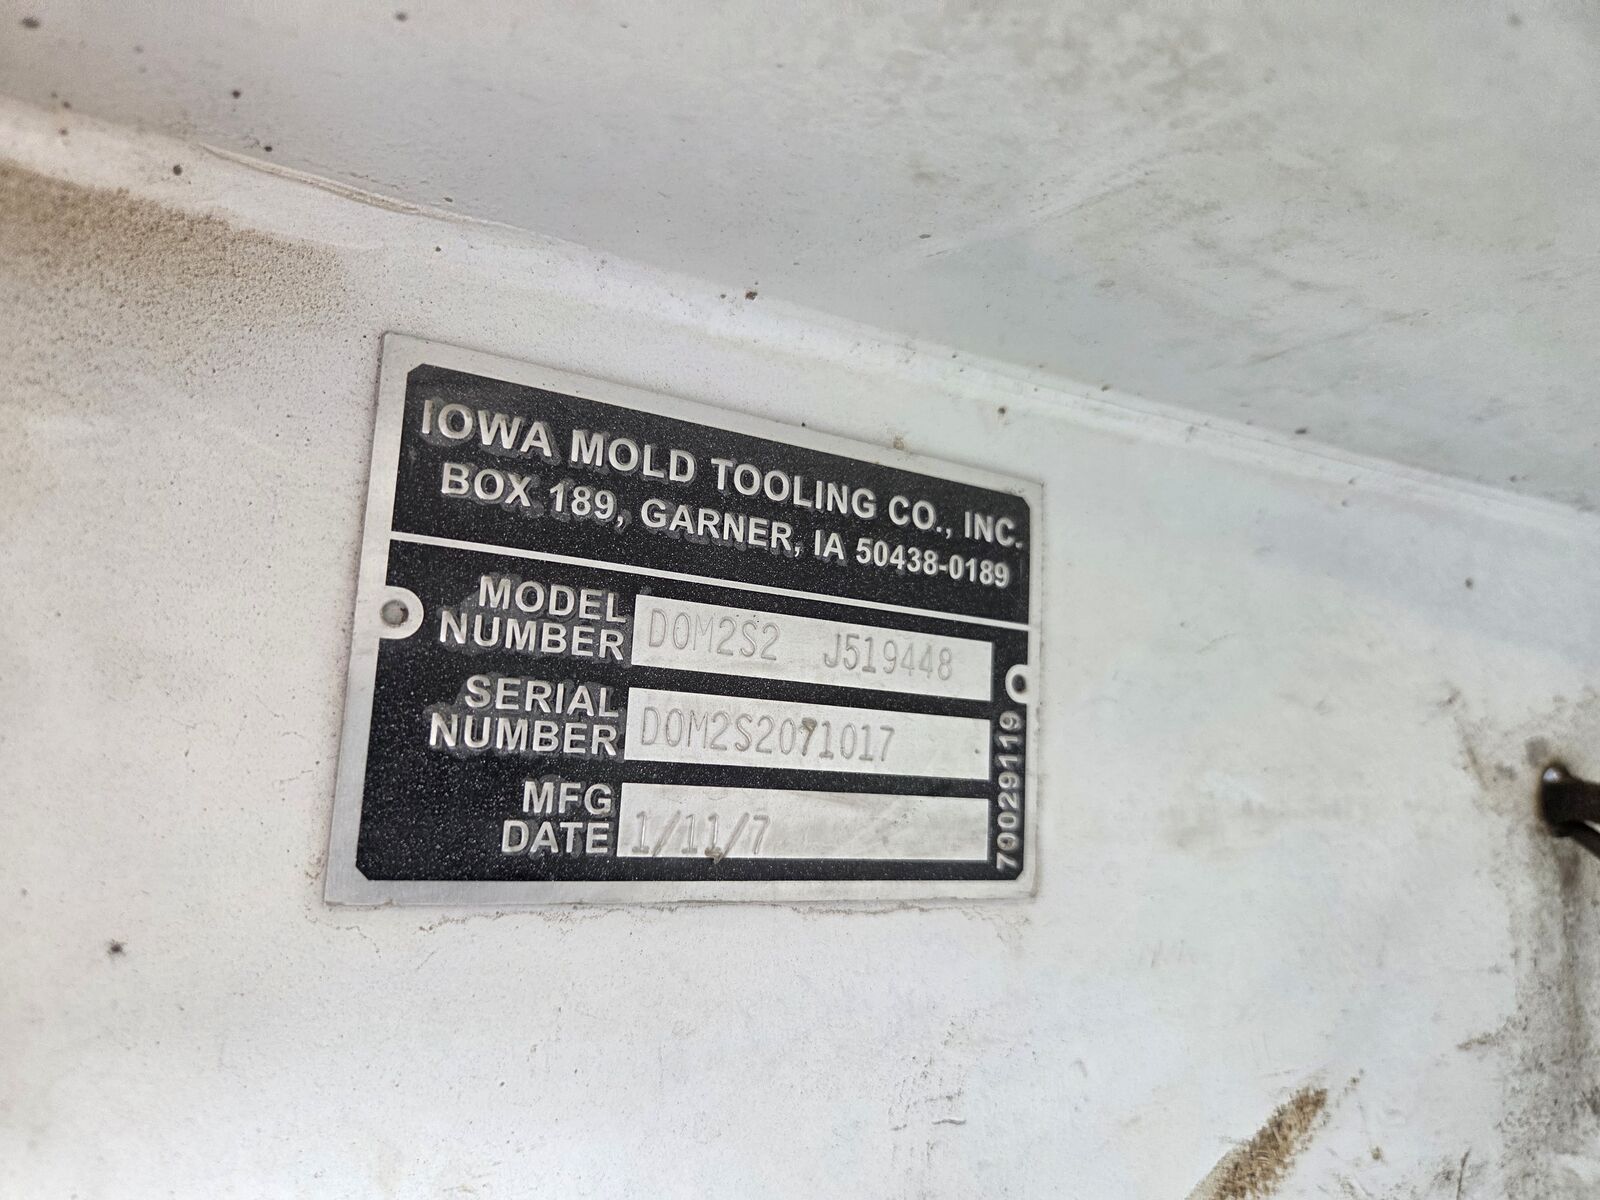 IOWA MOLD TOOLING CO., INC.
BOX 189, GARNER, IA 50438-0189
MODEL NUMBER DOM2S2 J519448
SERIAL NUMBER DOM2S2071017
MFG DATE 1/11/7
70029119